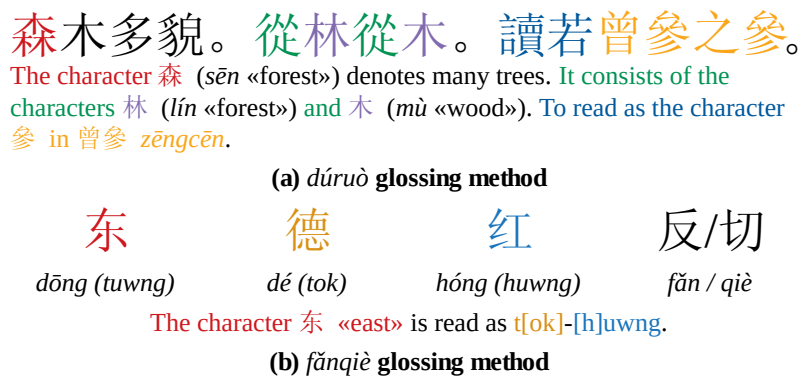 森木多貌。從林從木。讀若曾參之參。
The character 森 (sēn «forest») denotes many trees. It consists of the
characters 林 (lín «forest») and 木 (mù «wood»). To read as the character
參 in 曾參 zēngcēn.
(a) dúruò glossing method
东 德 红 反/切
dōng (tuwng) dé (tok) hóng (huwng) fǎn / qiè
The character 东 «east» is read as t[ok]-[h]uwng.
(b) fǎnqiè glossing method